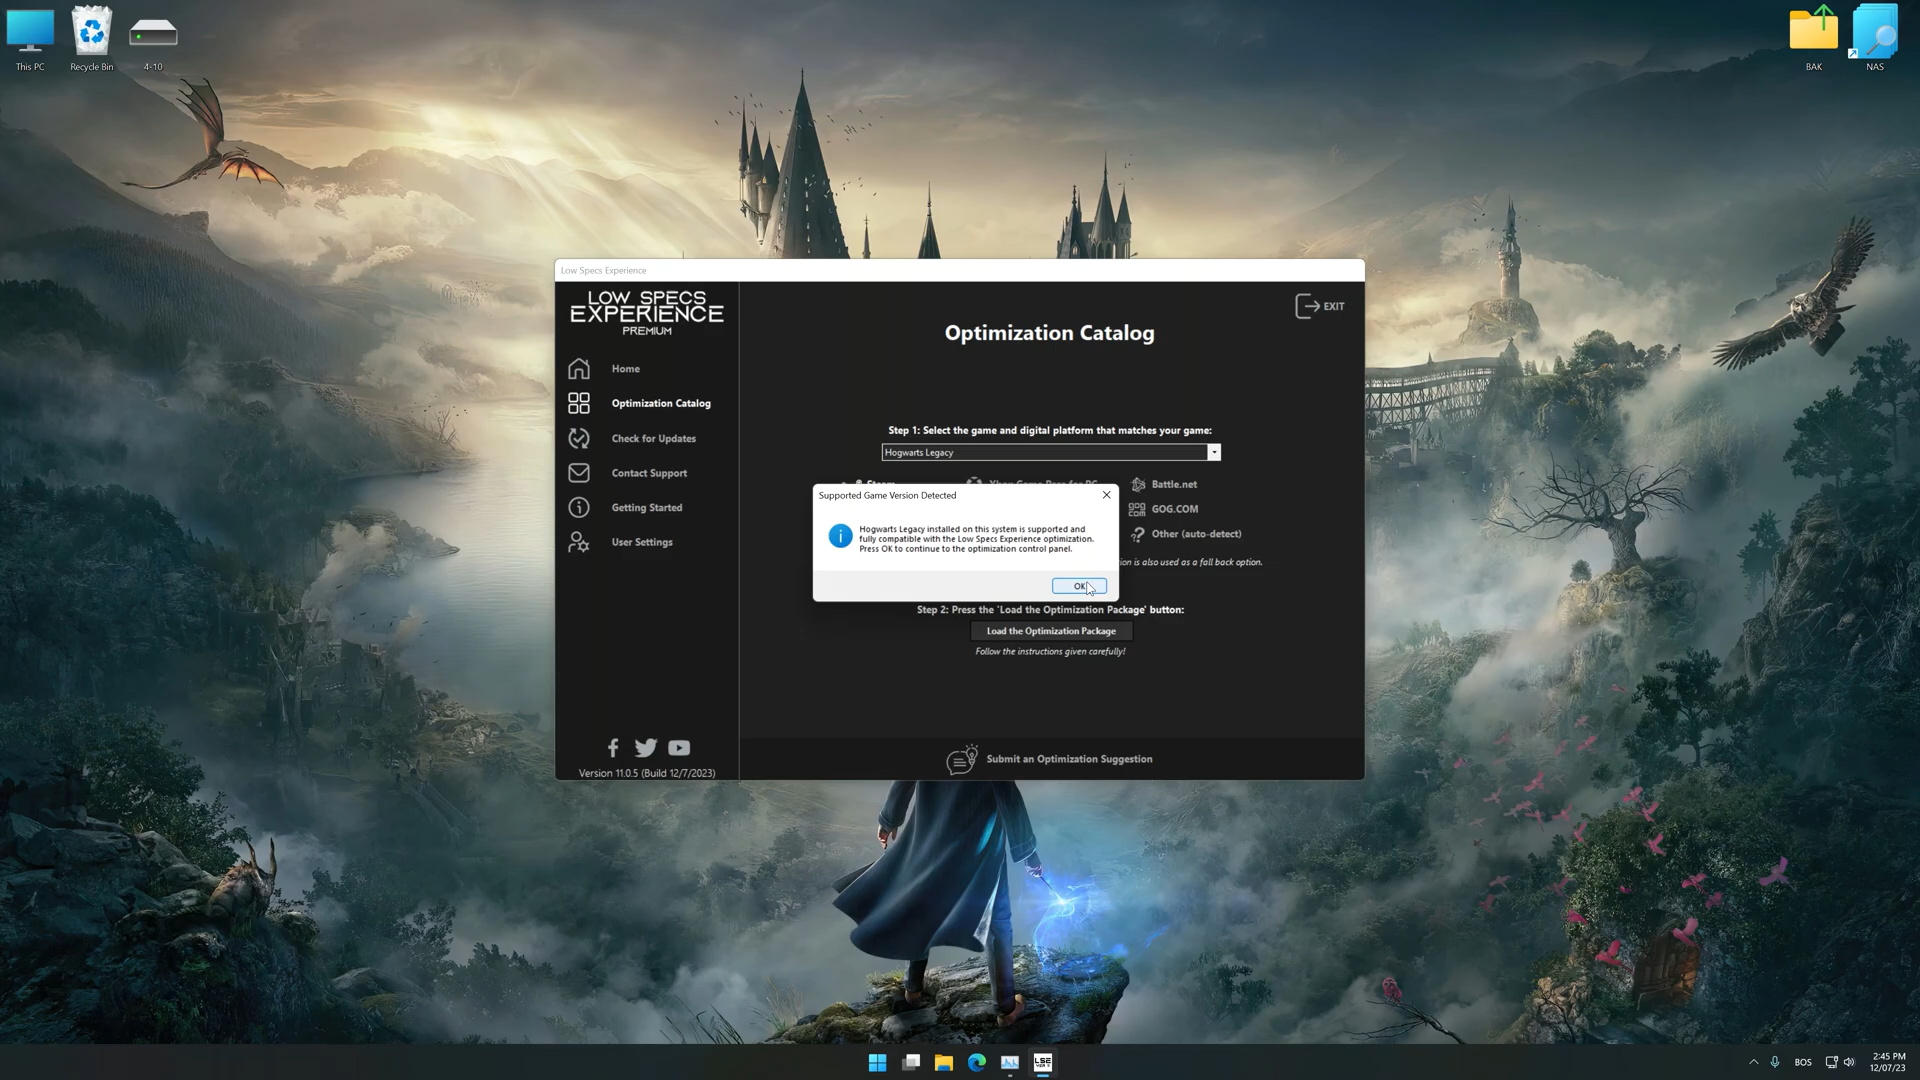 This PC
Recycle Bin
4-10
BAK
NAS
Low Specs Experience
LOW SPECS
EXPERIENCE
PREMIUM
Home
Optimization Catalog
Check for Updates
Contact Support
Getting Started
User Settings
Version 11.0.5 (Build 12/7/2023)
EXIT
Optimization Catalog
Step 1: Select the game and digital platform that matches your game:
Hogwarts Legacy
Battle.net
GOG.COM
Other (auto-detect)
is also used as a fall back option.
Supported Game Version Detected
Hogwarts Legacy installed on this system is supported and
fully compatible with the Low Specs Experience optimization.
Press OK to continue to the optimization control panel.
OK
Step 2: Press the 'Load the Optimization Package' button:
Load the Optimization Package
Follow the instructions given carefully!
Submit an Optimization Suggestion
LSE
BOS
2:45 PM
12/07/23